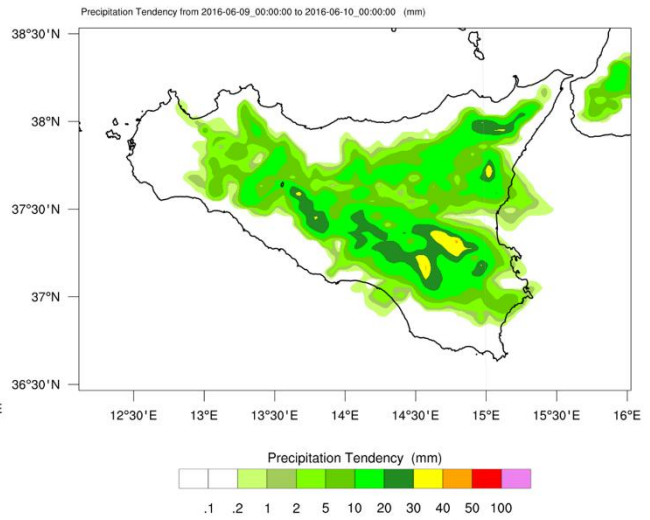 Precipitation Tendency from 2016-06-09_00:00:00 to 2016-06-10_00:00:00 (mm)
38°30'N
38°N
37°30'N
37°N
36°30'N
E
12°30'E 13°E 13°30'E 14°E 14°30'E 15°E 15°30'E 16°E
Precipitation Tendency (mm)
.1 .2 1 2 5 10 20 30 40 50 100